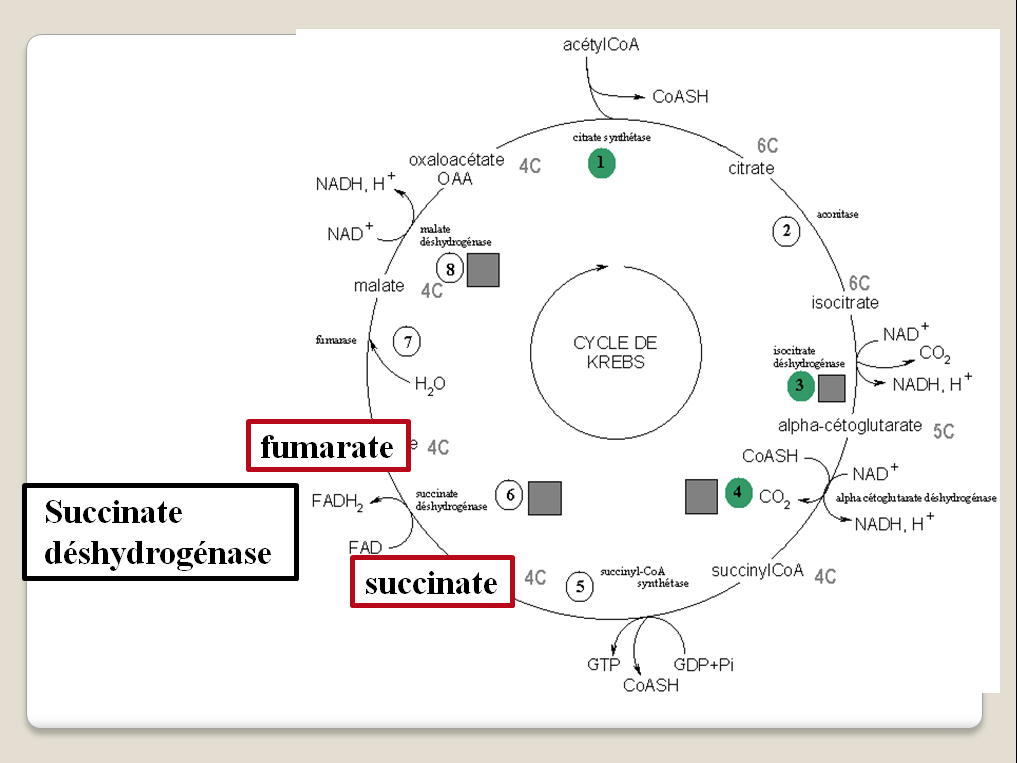 acétylCoA
CoASH
citrate synthétase
1
6C
citrate
oxaloacétate
OAA
4C
NADH, H+
NAD+
malate
déshydrogénase
8
malate
4C
2
aconitase
6C
isocitrate
CYCLE DE
KREBS
fumarase
7
H2O
isocitrate
déshydrogénase
3
NAD+
CO2
NADH, H+
alpha-cétoglutarate
5C
fumarate
e
4C
CoASH
NAD+
4
CO2
alpha cétoglutarate déshydrogénase
NADH, H+
FADH2
FAD
succinate
déshydrogénase
6
Succinate
déshydrogénase
succinate
4C
5
succinyl-CoA
synthétase
succinylCoA
4C
GTP
GDP+Pi
CoASH